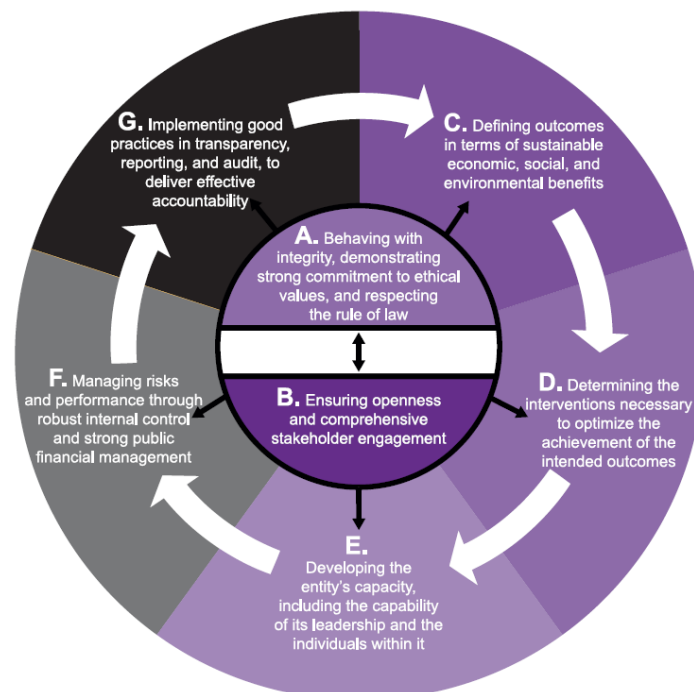 A. Behaving with
integrity, demonstrating
strong commitment to ethical
values, and respecting
the rule of law
B. Ensuring openness
and comprehensive
stakeholder engagement
C. Defining outcomes
in terms of sustainable
economic, social, and
environmental benefits
D. Determining the
interventions necessary
to optimize the
achievement of the
intended outcomes
E.
Developing the
entity's capacity,
including the capability
of its leadership and the
individuals within it
F. Managing risks
and performance through
robust internal control
and strong public
financial management
G. Implementing good
practices in transparency,
reporting, and audit, to
deliver effective
accountability